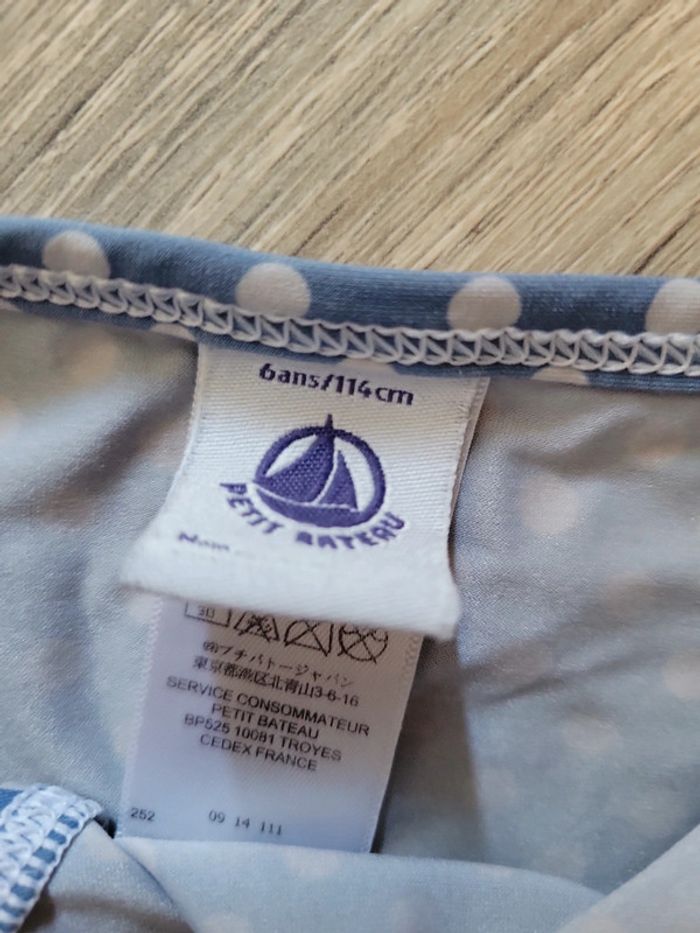 6ans/114cm
PETIT BATEAU
Nom
30
㈱プチバトージャパン
東京都港区北青山3-6-16
SERVICE CONSOMMATEUR
PETIT BATEAU
BP525 10081 TROYES
CEDEX FRANCE
252 09 14 111